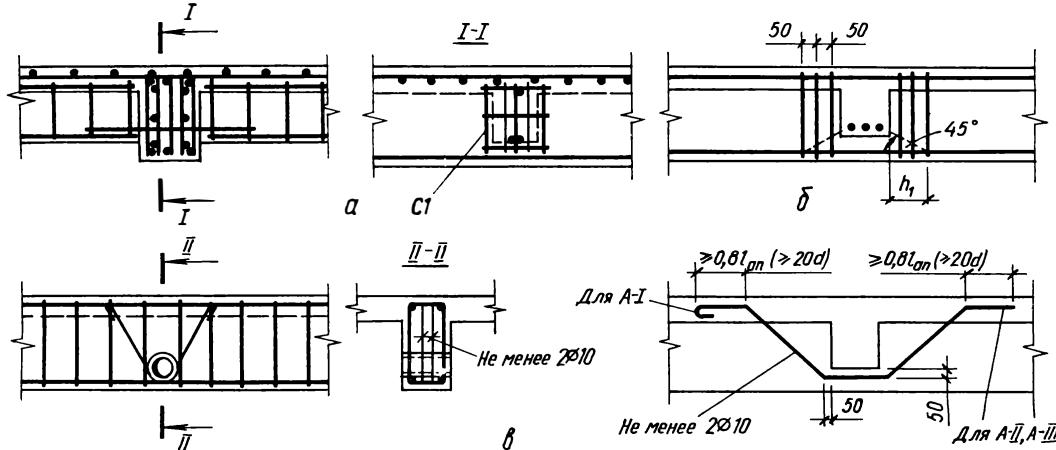 I
I
I-I
С1
а
50
50
45°
h₁
б
II
II
II-II
Не менее 2Ø10
в
≥0,8lₐₙ (≥20d)
≥0,8lₐₙ (≥20d)
Для А-I
Не менее 2Ø10
50
50
Для А-II, А-III